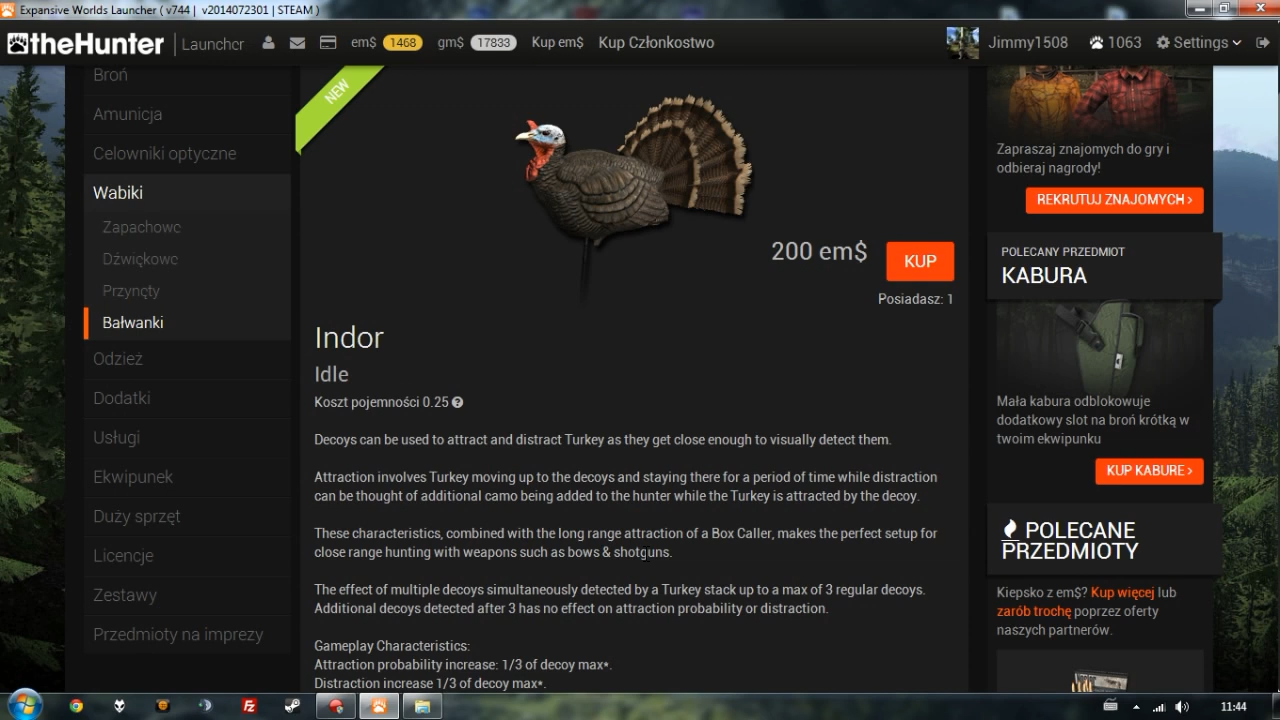 Expansive Worlds Launcher ( v744 | v2014072301 | STEAM )
theHunter Launcher em$ 1468 gm$ 17833 Kup em$ Kup Członkostwo Jimmy1508 1063 Settings
Broń
Amunicja
Celowniki optyczne
Wabiki
Zapachowe
Dźwiękowe
Przynęty
Bałwanki
Odzież
Dodatki
Usługi
Ekwipunek
Duży sprzęt
Licencje
Zestawy
Przedmioty na imprezy
NEW
200 em$ KUP
Posiadasz: 1
Indor
Idle
Koszt pojemności 0.25
Decoys can be used to attract and distract Turkey as they get close enough to visually detect them.
Attraction involves Turkey moving up to the decoys and staying there for a period of time while distraction
can be thought of additional camo being added to the hunter while the Turkey is attracted by the decoy.
These characteristics, combined with the long range attraction of a Box Caller, makes the perfect setup for
close range hunting with weapons such as bows & shotguns.
The effect of multiple decoys simultaneously detected by a Turkey stack up to a max of 3 regular decoys.
Additional decoys detected after 3 has no effect on attraction probability or distraction.
Gameplay Characteristics:
Attraction probability increase: 1/3 of decoy max*.
Distraction increase 1/3 of decoy max*.
Zapraszaj znajomych do gry i
odbieraj nagrody!
REKRUTUJ ZNAJOMYCH ›
POLECANY PRZEDMIOT
KABURA
Mała kabura odblokowuje
dodatkowy slot na broń krótką w
twoim ekwipunku
KUP KABURE ›
POLECANE
PRZEDMIOTY
Kiepsko z em$? Kup więcej lub
zarób trochę poprzez oferty
naszych partnerów.
11:44